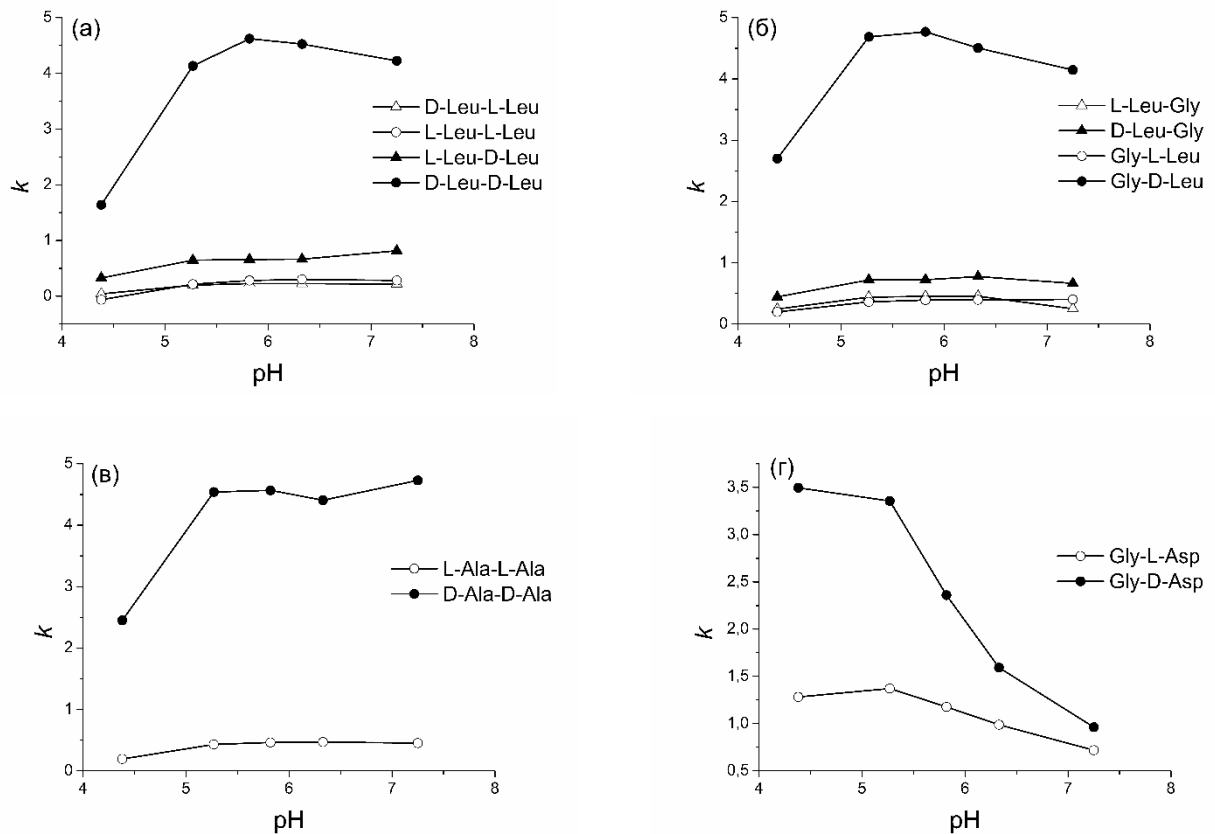 (а)
5
4
3
2
1
0
k
4 5 6 7 8
pH
D-Leu-L-Leu
L-Leu-L-Leu
L-Leu-D-Leu
D-Leu-D-Leu
(б)
5
4
3
2
1
0
k
4 5 6 7 8
pH
L-Leu-Gly
D-Leu-Gly
Gly-L-Leu
Gly-D-Leu
(в)
5
4
3
2
1
0
k
4 5 6 7 8
pH
L-Ala-L-Ala
D-Ala-D-Ala
(г)
3,5
3,0
2,5
2,0
1,5
1,0
0,5
k
4 5 6 7 8
pH
Gly-L-Asp
Gly-D-Asp